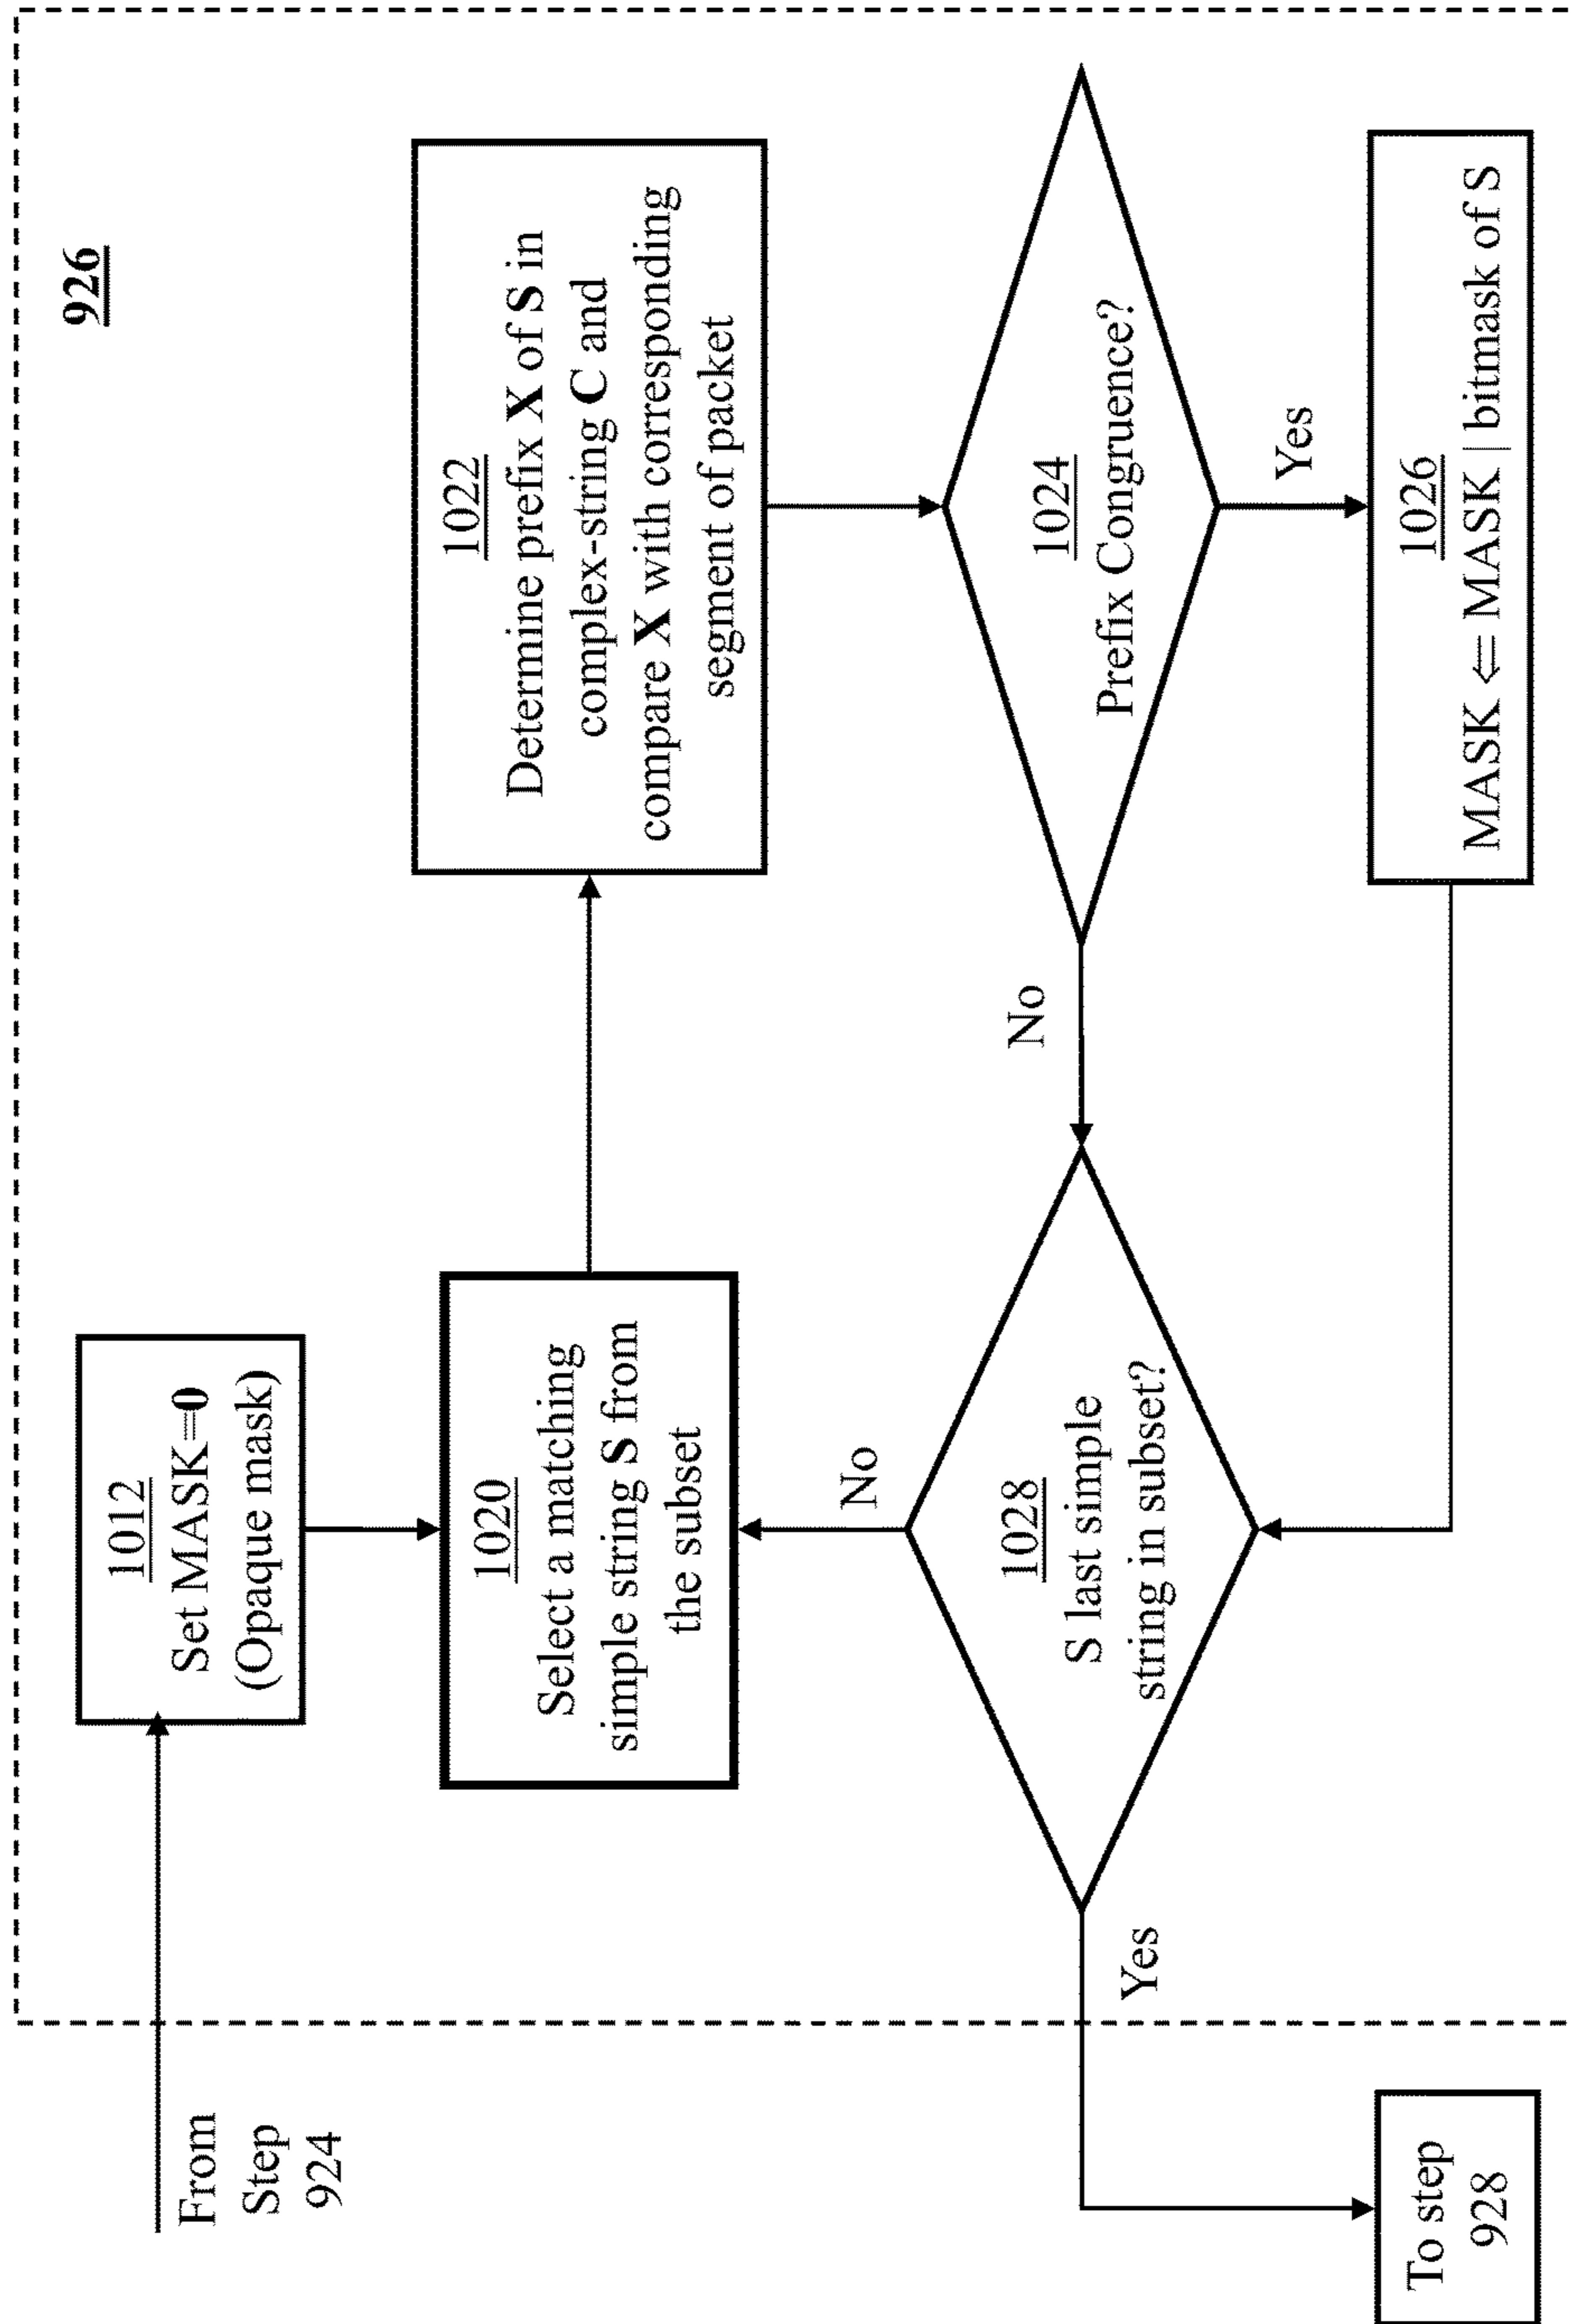 926
From
Step
924
1012
Set MASK=0
(Opaque mask)
1020
Select a matching
simple string S from
the subset
1022
Determine prefix X of S in
complex-string C and
compare X with corresponding
segment of packet
1024
Prefix Congruence?
No
Yes
1026
MASK ⇐ MASK | bitmask of S
1028
S last simple
string in subset?
No
Yes
To step
928